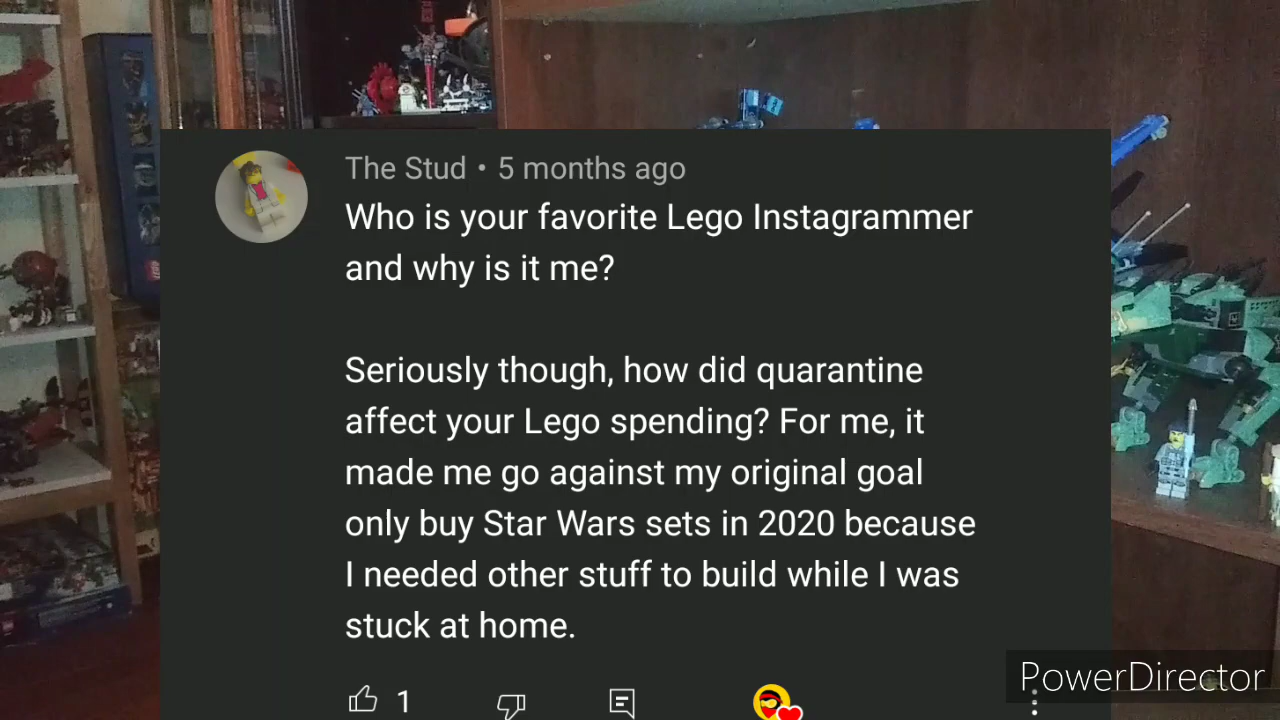 The Stud • 5 months ago
Who is your favorite Lego Instagrammer
and why is it me?
Seriously though, how did quarantine
affect your Lego spending? For me, it
made me go against my original goal
only buy Star Wars sets in 2020 because
I needed other stuff to build while I was
stuck at home.
1
PowerDirector